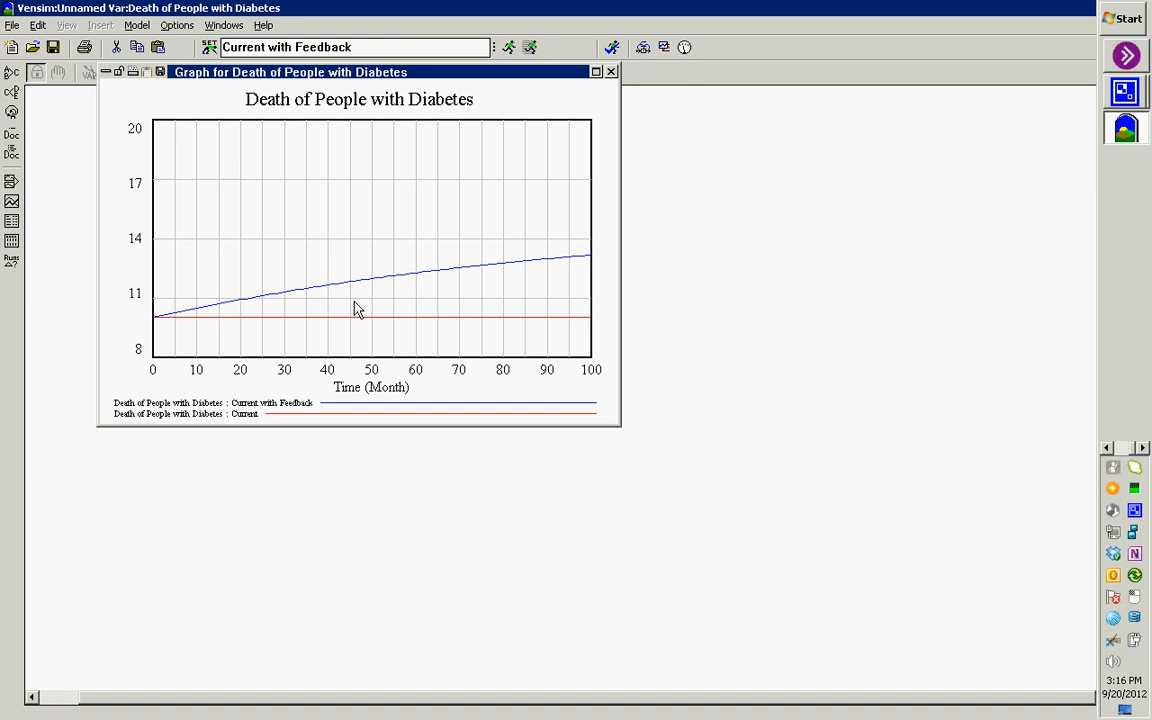 Vensim:Unnamed Var:Death of People with Diabetes
File Edit View Insert Model Options Windows Help
SET Current with Feedback
Graph for Death of People with Diabetes
Death of People with Diabetes
20
17
14
11
8
0 10 20 30 40 50 60 70 80 90 100
Time (Month)
Death of People with Diabetes : Current with Feedback
Death of People with Diabetes : Current
Doc
Doc
Runs
Start
3:16 PM
9/20/2012